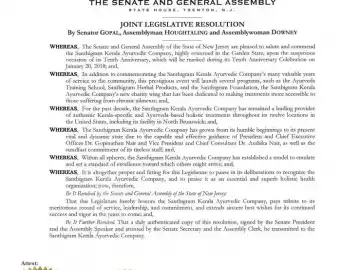 THE SENATE AND GENERAL ASSEMBLY
STATE HOUSE, TRENTON, N.J.
JOINT LEGISLATIVE RESOLUTION
By Senator GOPAL, Assemblyman HOUGHTALING and Assemblywoman DOWNEY
WHEREAS, The Senate and General Assembly of the State of New Jersey are pleased to salute and commend
the Santhigram Kerala Ayurvedic Company, highly esteemed in the Garden State, upon the auspicious
occasion of its Tenth Anniversary, which will be marked during its Tenth Anniversary Celebration on
January 20, 2018; and,
WHEREAS, In addition to commemorating the Santhigram Kerala Ayurvedic Company's many valuable years
of service to the community, this prestigious event will launch several programs, such as the Ayurveda
Training School, Santhigram Herbal Products, and the Santhigram Foundation, the Santhigram Kerala
Ayurvedic Company's new charity wing that has been dedicated to making treatments more accessible to
those suffering from chronic ailments; and,
WHEREAS, For the past decade, the Santhigram Kerala Ayurvedic Company has remained a leading provider
of authentic Kerala-specific and Ayurveda-based holistic treatments throughout its twelve locations in
the United States, including its facility in North Brunswick; and,
WHEREAS, The Santhigram Kerala Ayurvedic Company has grown from its humble beginnings to its present
vital and dynamic state due to the capable and effective guidance of President and Chief Executive
Officer Dr. Gopinathan Nair and Vice President and Chief Consultant Dr. Ambika Nair, as well as the
excellent commitment of its entire staff; and,
WHEREAS, Within all spheres, the Santhigram Kerala Ayurvedic Company has established a model to emulate
and set a standard of excellence toward which others might strive; and,
WHEREAS, It is altogether proper and fitting for this Legislature to pause in its deliberations to recognize the
Santhigram Kerala Ayurvedic Company, and to praise it as an essential and superb holistic health
organization; now, therefore,
Be It Resolved by the Senate and General Assembly of the State of New Jersey:
That this Legislature hereby honors the Santhigram Kerala Ayurvedic Company, pays tribute to its
meritorious record of service, leadership, and commitment, and extends sincere best wishes for its continued
success and vigor in the years to come; and,
Be It Further Resolved, That a duly authenticated copy of this resolution, signed by the Senate President
and the Assembly Speaker and attested by the Senate Secretary and the Assembly Clerk, be transmitted to the
Santhigram Kerala Ayurvedic Company.
Attest: